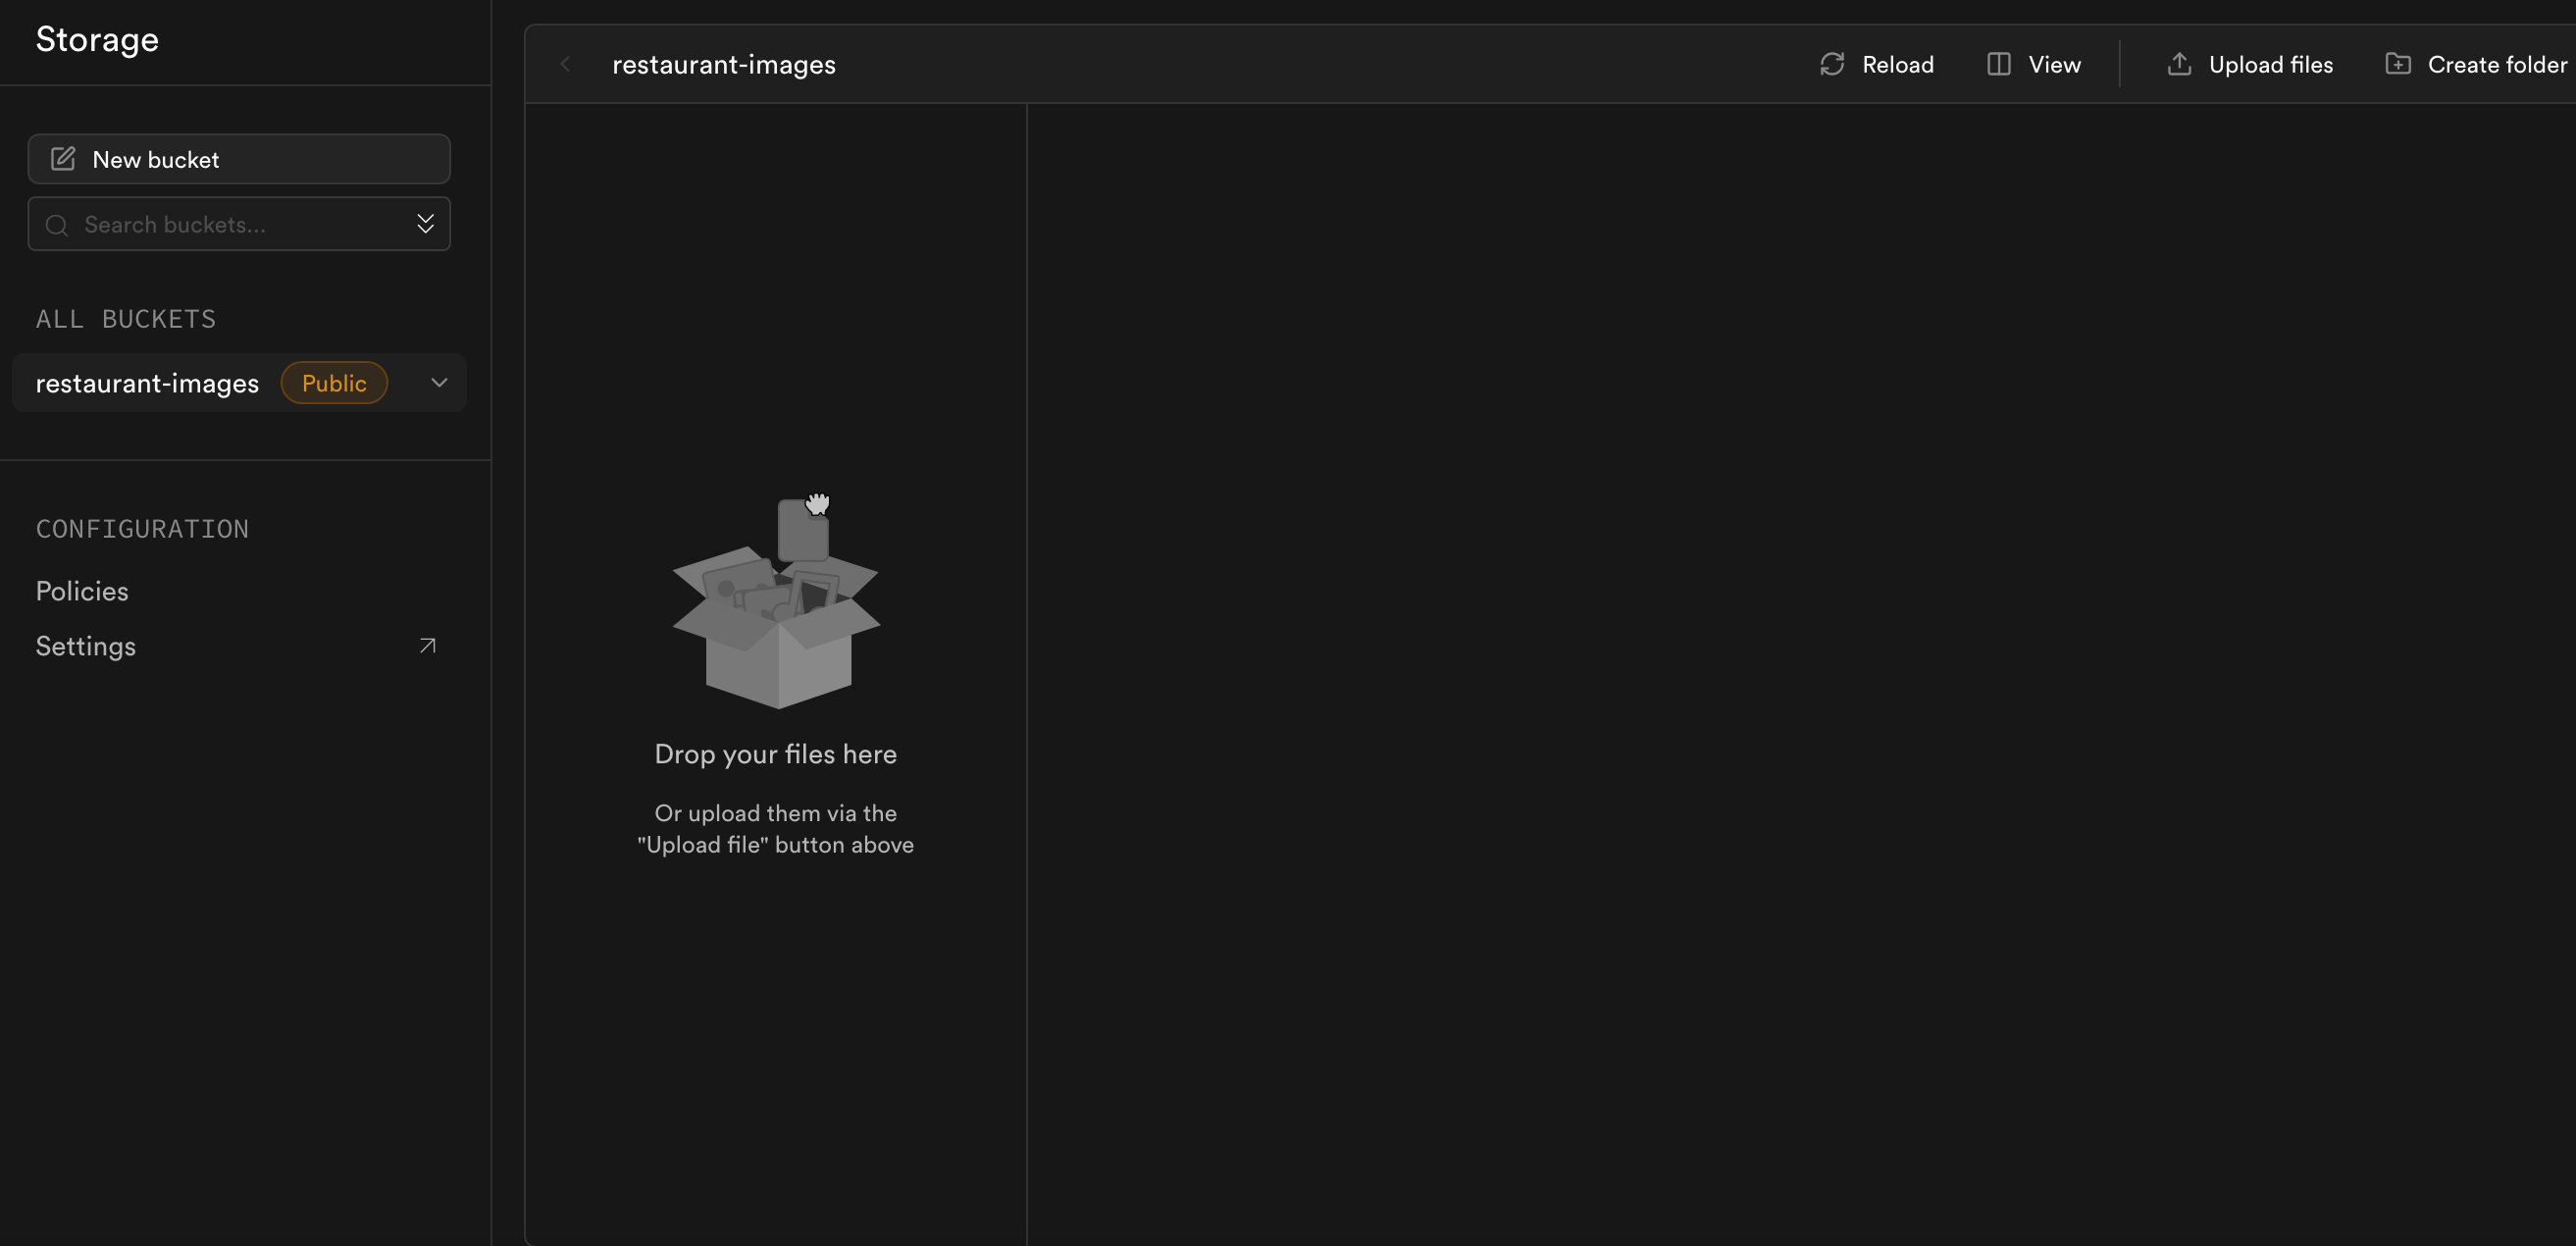 Storage
New bucket
Search buckets...
ALL BUCKETS
restaurant-images Public
CONFIGURATION
Policies
Settings
restaurant-images
Reload View Upload files Create folder
Drop your files here
Or upload them via the
"Upload file" button above